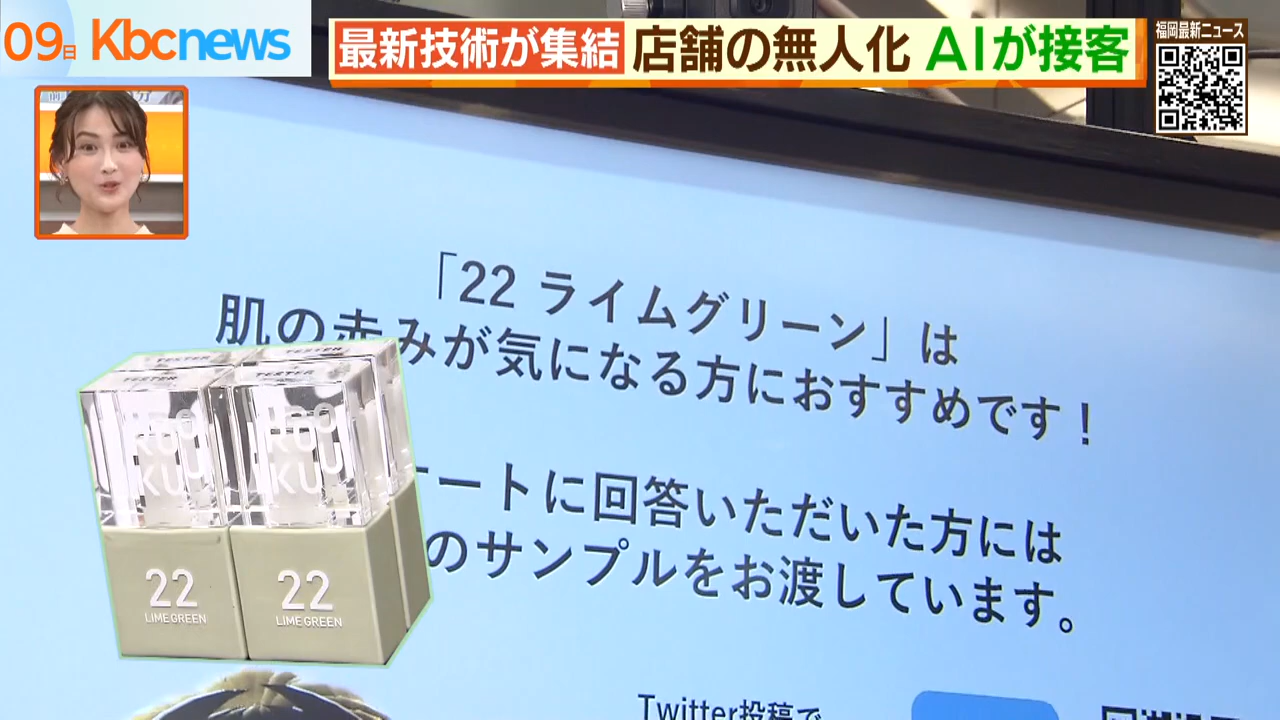 09日 Kbcnews
最新技術が集結 店舗の無人化 AIが接客
福岡最新ニュース
「22 ライムグリーン」は
肌の赤みが気になる方におすすめです！
ートに回答いただいた方には
のサンプルをお渡しています。
TESTER TESTER
TESTER TESTER
22 22
LIME GREEN LIME GREEN
Twitter投稿で